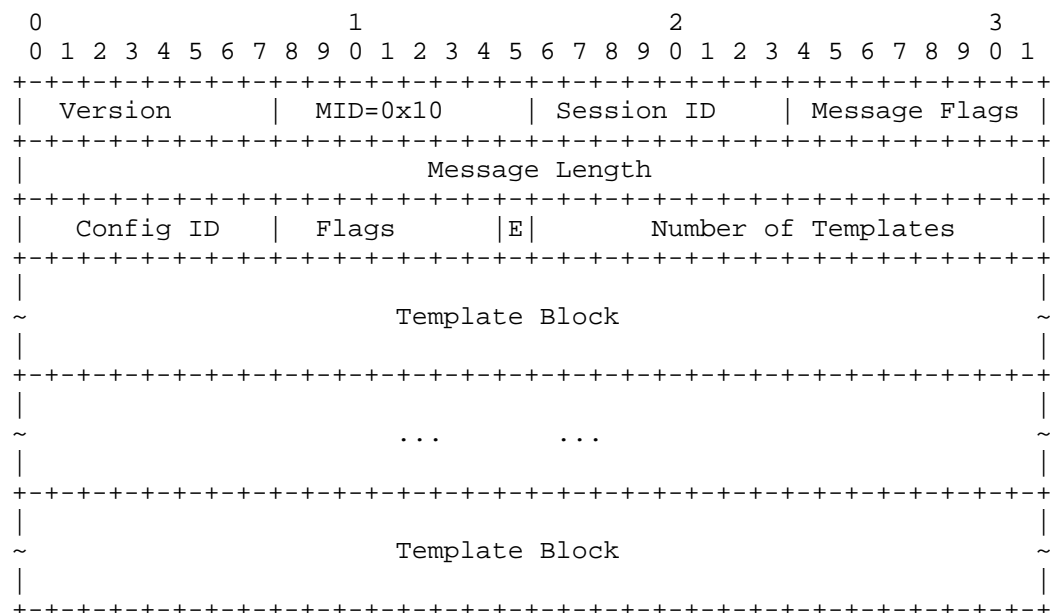 0                   1                   2                   3
 0 1 2 3 4 5 6 7 8 9 0 1 2 3 4 5 6 7 8 9 0 1 2 3 4 5 6 7 8 9 0 1
+-+-+-+-+-+-+-+-+-+-+-+-+-+-+-+-+-+-+-+-+-+-+-+-+-+-+-+-+-+-+-+-+
|  Version      |  MID=0x10     | Session ID    | Message Flags |
+-+-+-+-+-+-+-+-+-+-+-+-+-+-+-+-+-+-+-+-+-+-+-+-+-+-+-+-+-+-+-+-+
|                         Message Length                        |
+-+-+-+-+-+-+-+-+-+-+-+-+-+-+-+-+-+-+-+-+-+-+-+-+-+-+-+-+-+-+-+-+
|   Config ID   |  Flags      |E|       Number of Templates     |
+-+-+-+-+-+-+-+-+-+-+-+-+-+-+-+-+-+-+-+-+-+-+-+-+-+-+-+-+-+-+-+-+
|                                                               |
~                       Template Block                          ~
|                                                               |
+-+-+-+-+-+-+-+-+-+-+-+-+-+-+-+-+-+-+-+-+-+-+-+-+-+-+-+-+-+-+-+-+
|                                                               |
~                       ...       ...                           ~
|                                                               |
+-+-+-+-+-+-+-+-+-+-+-+-+-+-+-+-+-+-+-+-+-+-+-+-+-+-+-+-+-+-+-+-+
|                                                               |
~                       Template Block                          ~
|                                                               |
+-+-+-+-+-+-+-+-+-+-+-+-+-+-+-+-+-+-+-+-+-+-+-+-+-+-+-+-+-+-+-+-+